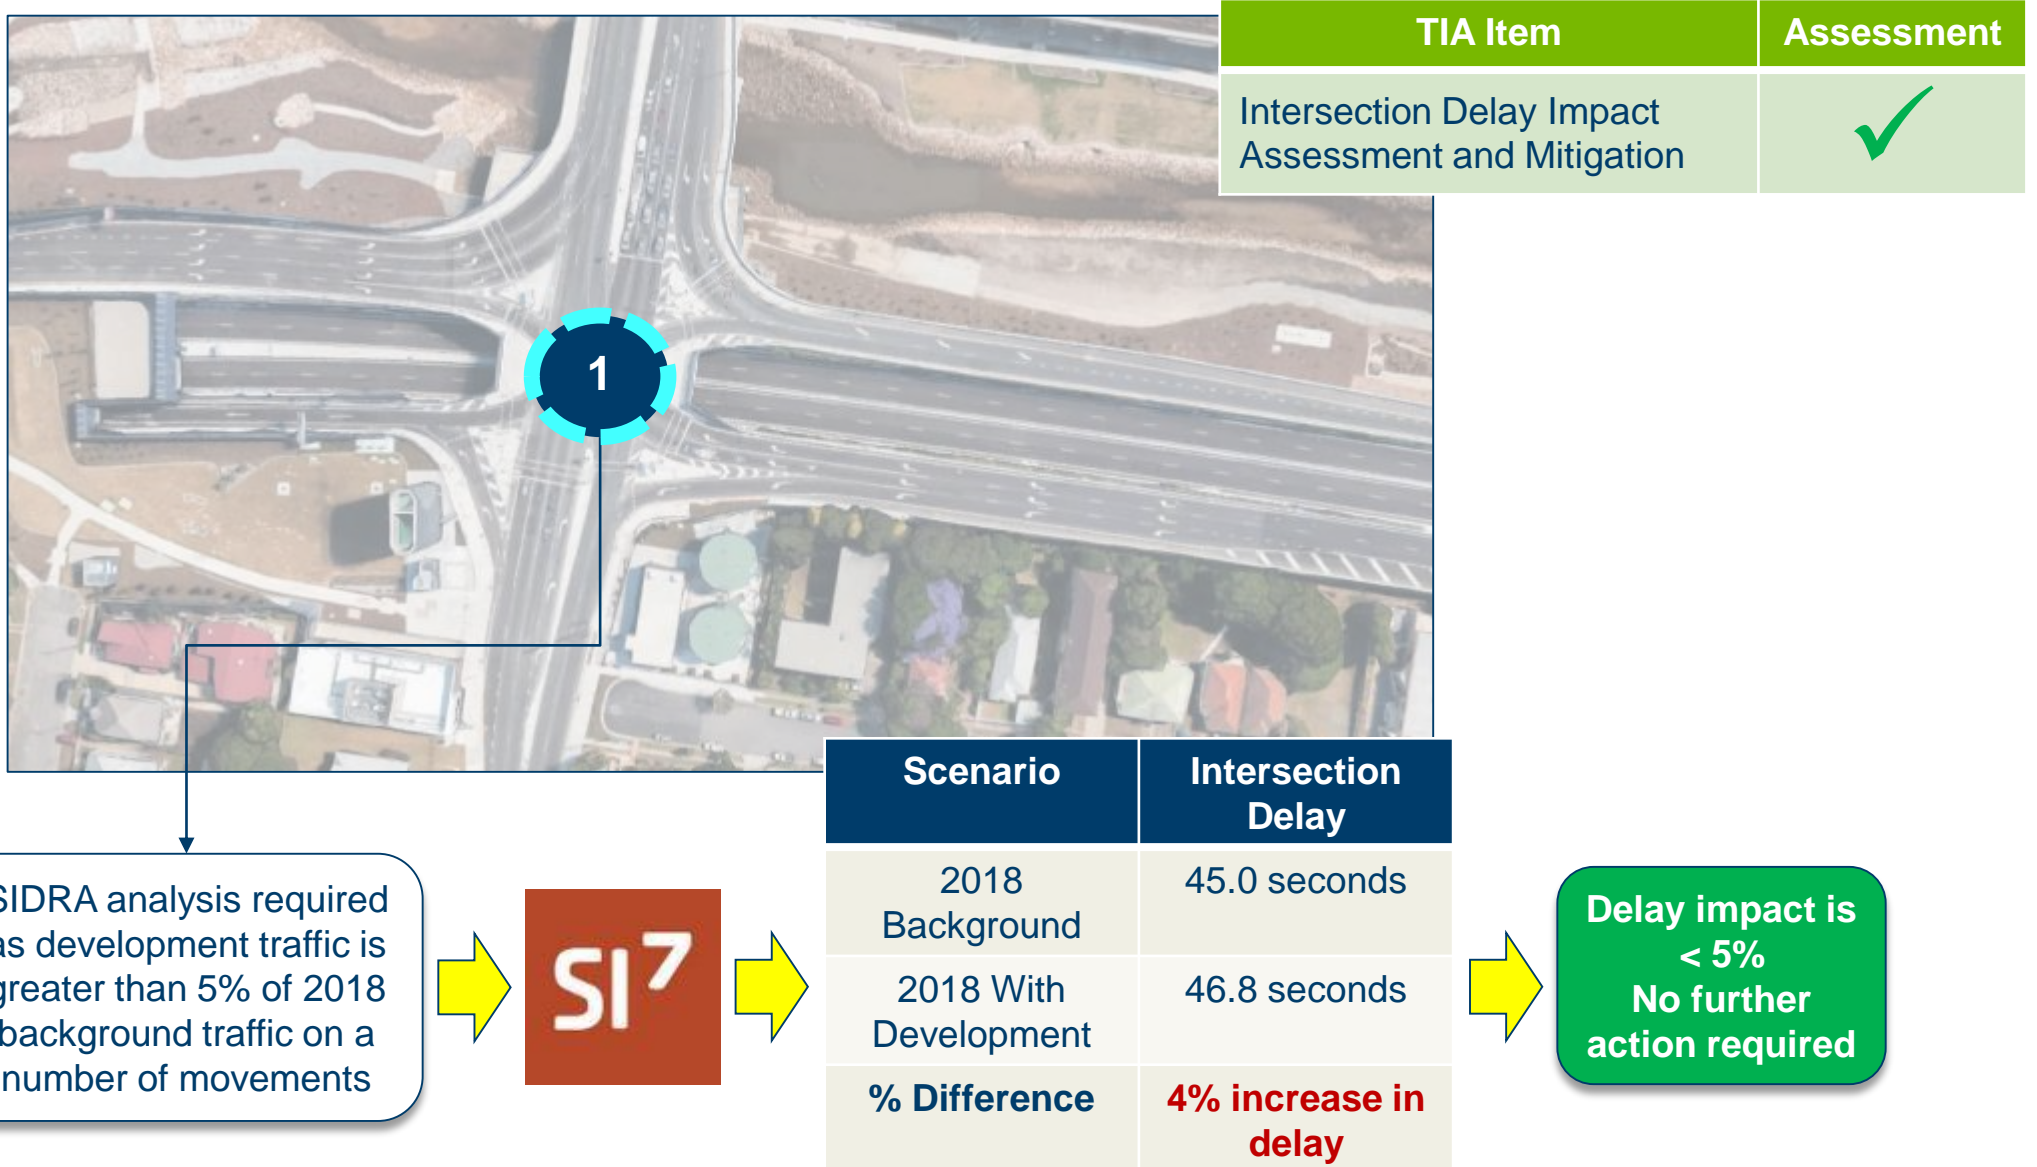 TIA Item Assessment
Intersection Delay Impact
Assessment and Mitigation
1
SIDRA analysis required
as development traffic is
greater than 5% of 2018
background traffic on a
number of movements
SI7
Scenario Intersection
Delay
2018
Background
45.0 seconds
2018 With
Development
46.8 seconds
% Difference 4% increase in
delay
Delay impact is
< 5%
No further
action required